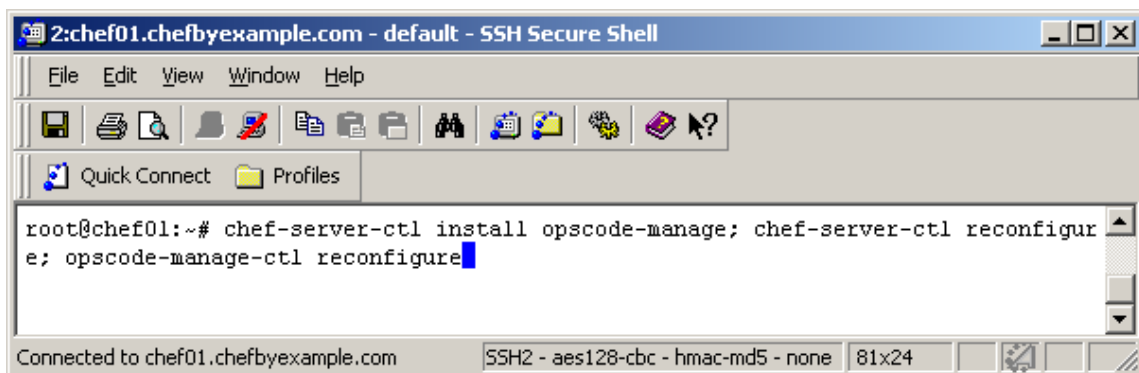 2:chef01.chefbyexample.com - default - SSH Secure Shell
File Edit View Window Help
Quick Connect Profiles
root@chef01:~# chef-server-ctl install opscode-manage; chef-server-ctl reconfigur
e; opscode-manage-ctl reconfigure
Connected to chef01.chefbyexample.com SSH2 - aes128-cbc - hmac-md5 - none 81x24